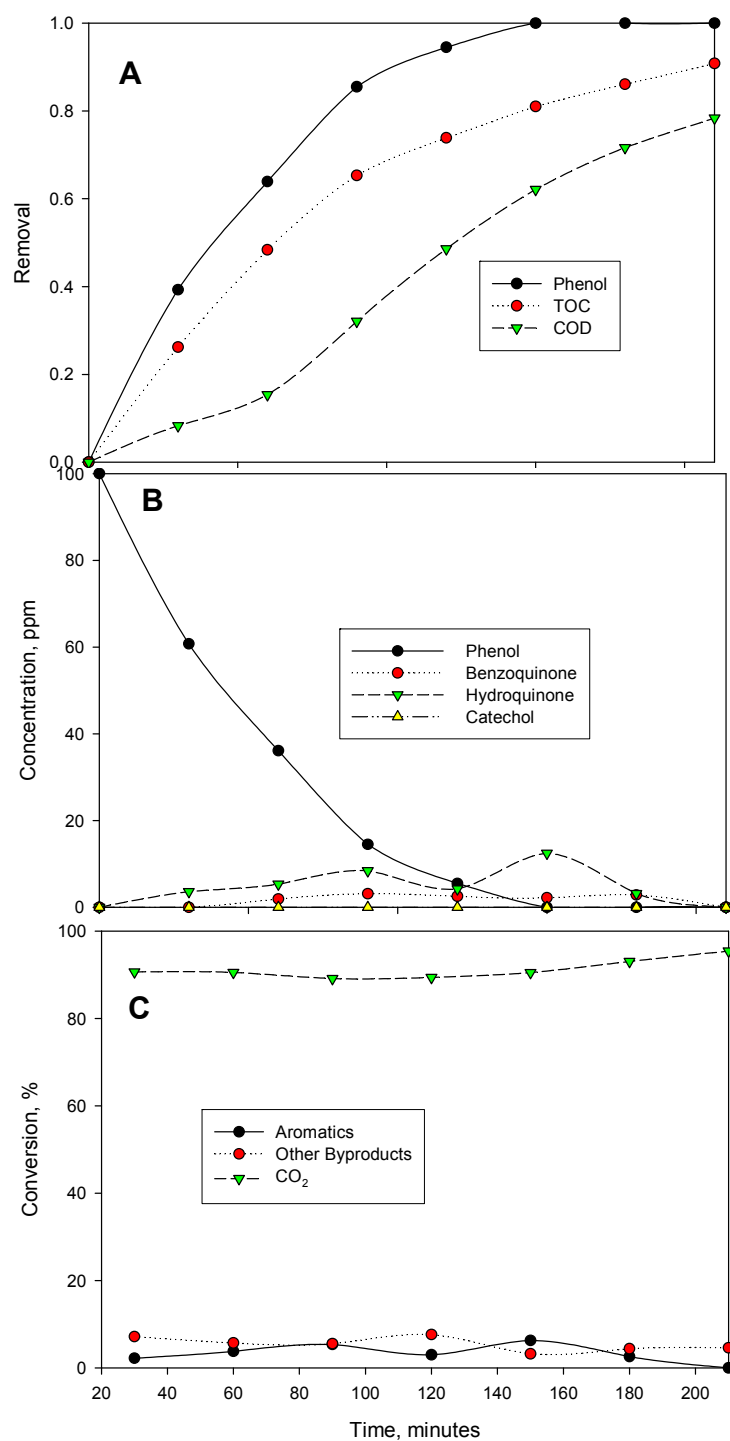 1.0
A
0.8
0.6
Removal
0.4
Phenol
TOC
COD
0.2
0.0
100
B
80
60
Concentration, ppm
Phenol
Benzoquinone
Hydroquinone
Catechol
40
20
0
100
C
80
60
Conversion, %
Aromatics
Other Byproducts
CO₂
40
20
0
20 40 60 80 100 120 140 160 180 200
Time, minutes